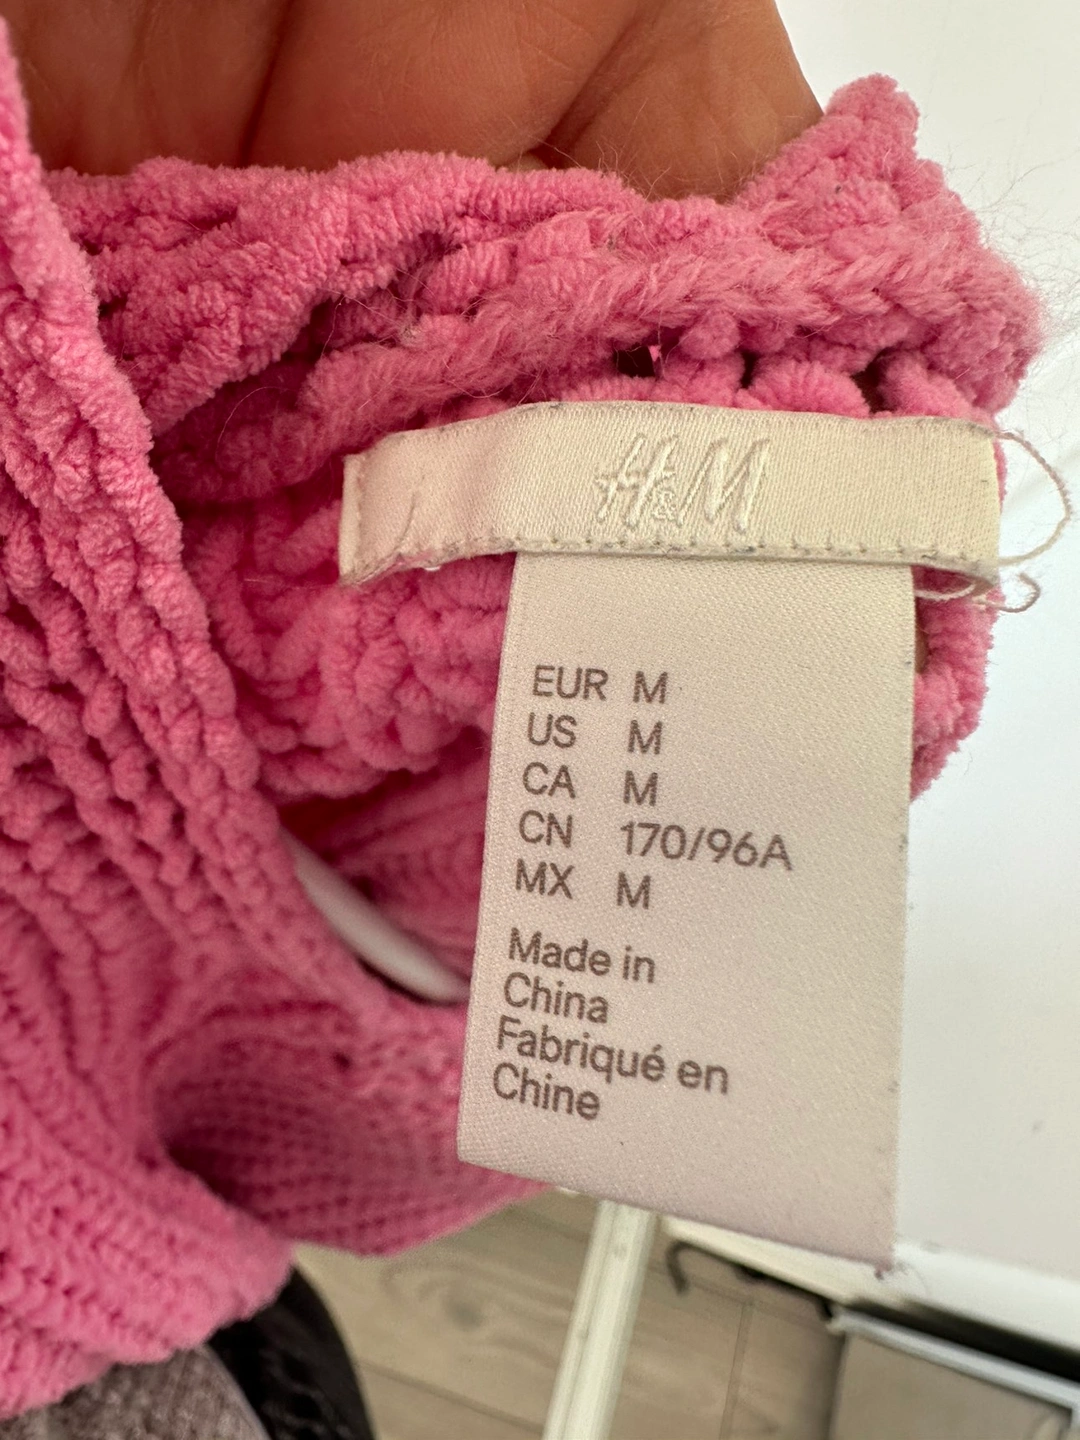 H&M
EUR M
US M
CA M
CN 170/96A
MX M
Made in
China
Fabriqué en
Chine